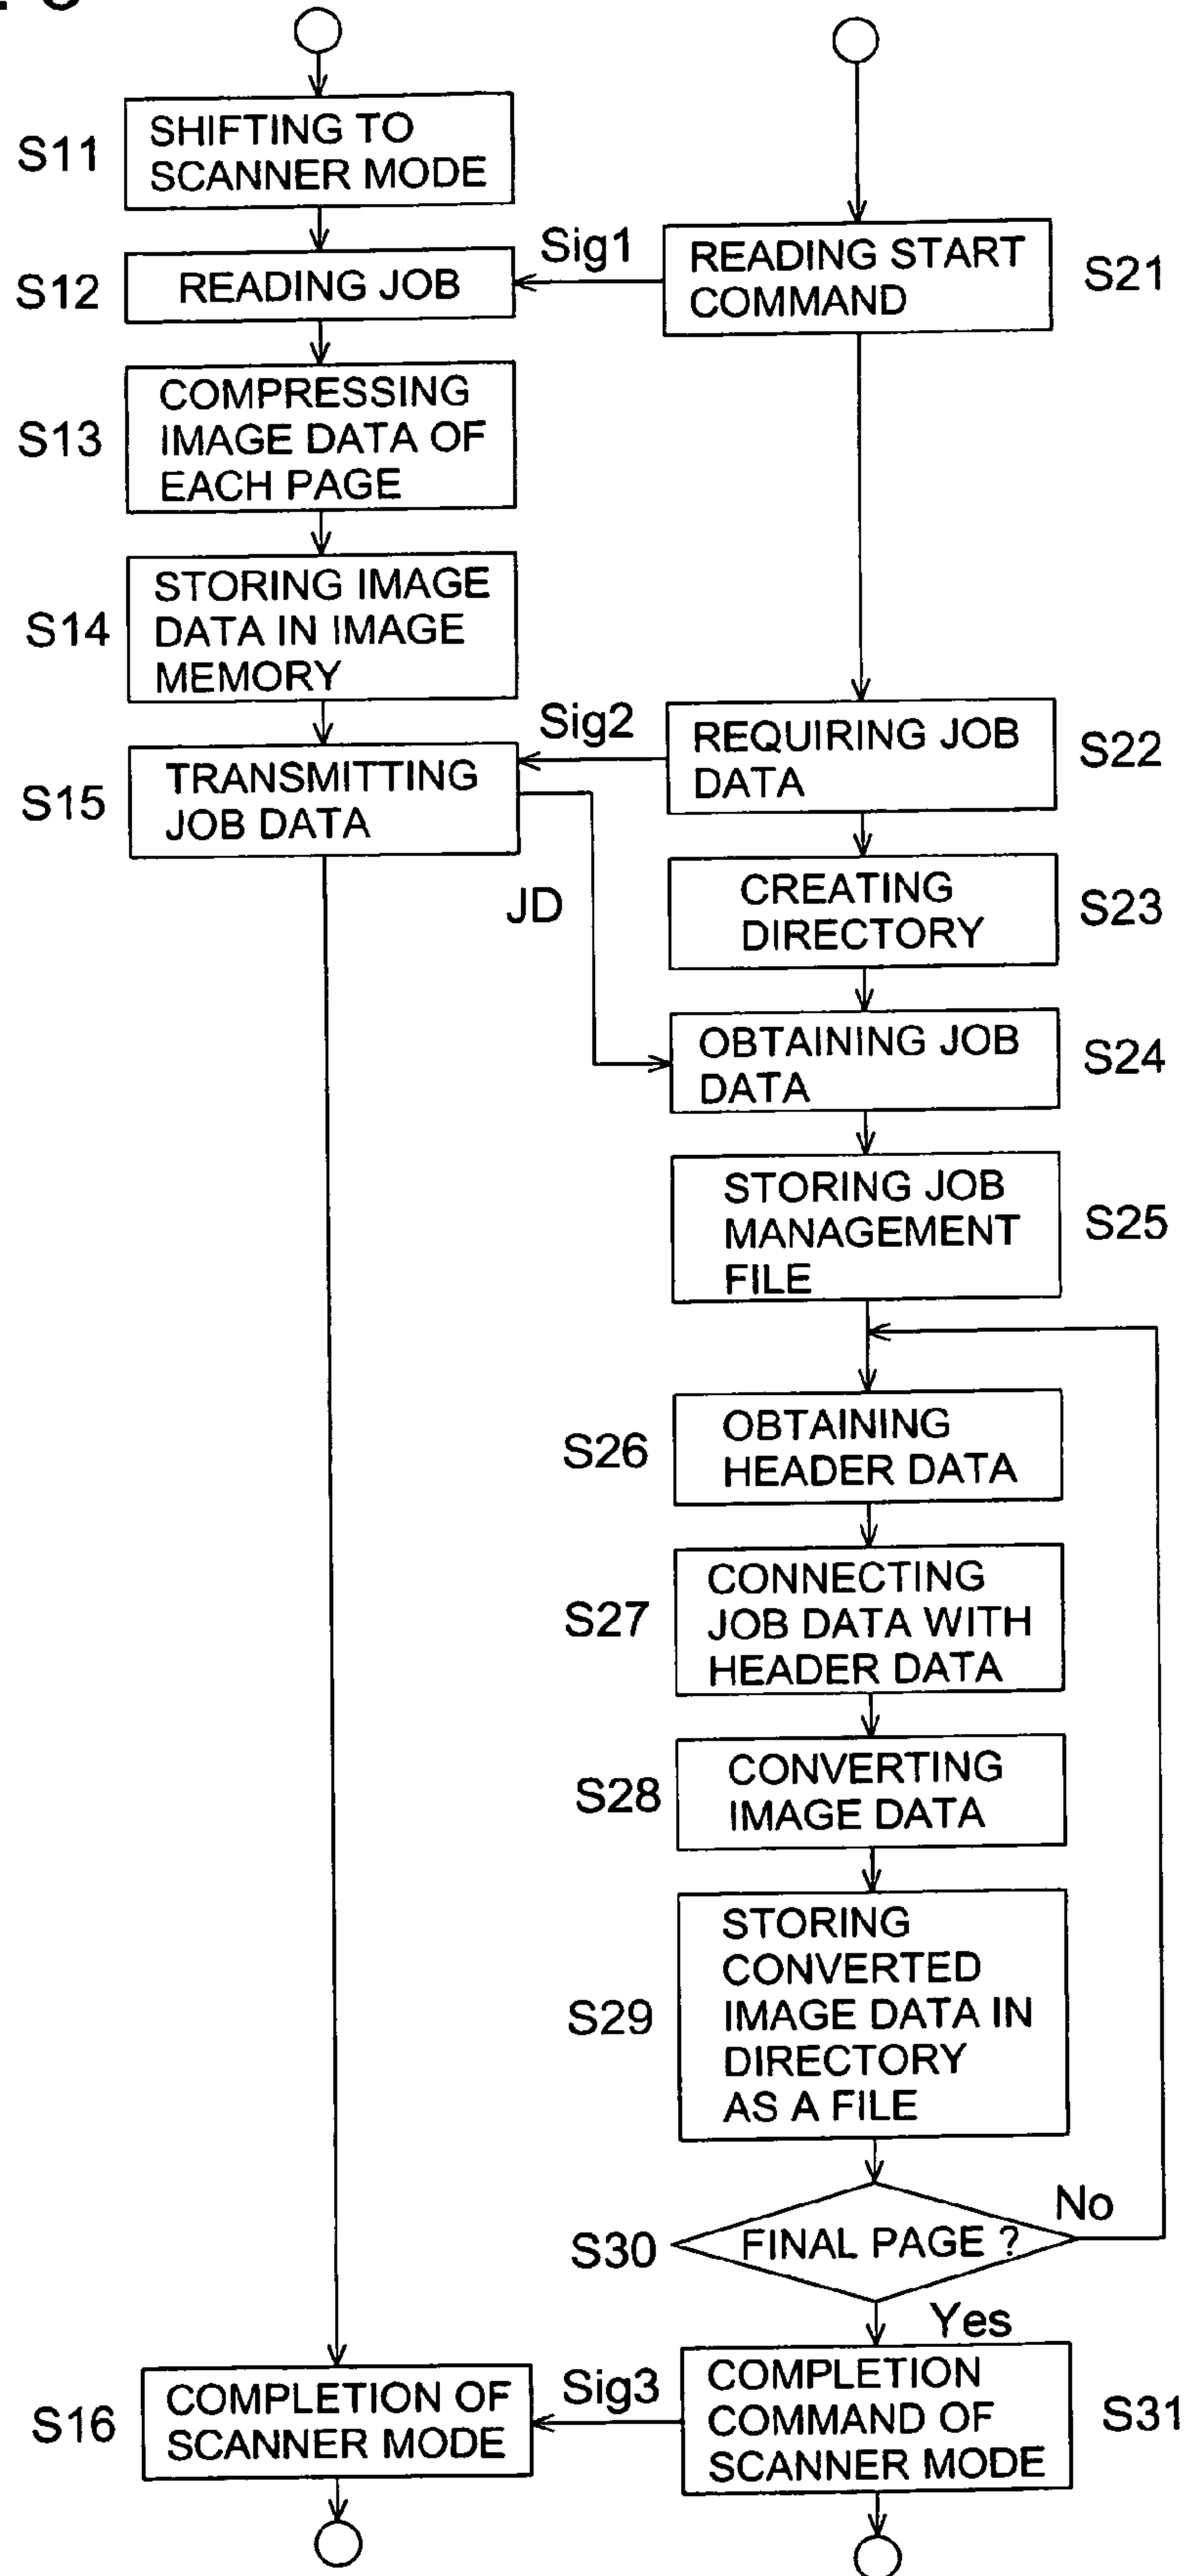 S11
SHIFTING TO
SCANNER MODE
S12
READING JOB
Sig1
READING START
COMMAND
S21
S13
COMPRESSING
IMAGE DATA OF
EACH PAGE
S14
STORING IMAGE
DATA IN IMAGE
MEMORY
S15
TRANSMITTING
JOB DATA
Sig2
REQUIRING JOB
DATA
S22
JD
CREATING
DIRECTORY
S23
OBTAINING JOB
DATA
S24
STORING JOB
MANAGEMENT
FILE
S25
S26
OBTAINING
HEADER DATA
S27
CONNECTING
JOB DATA WITH
HEADER DATA
S28
CONVERTING
IMAGE DATA
S29
STORING
CONVERTED
IMAGE DATA IN
DIRECTORY
AS A FILE
S30
FINAL PAGE ?
No
Yes
S16
COMPLETION OF
SCANNER MODE
Sig3
COMPLETION
COMMAND OF
SCANNER MODE
S31